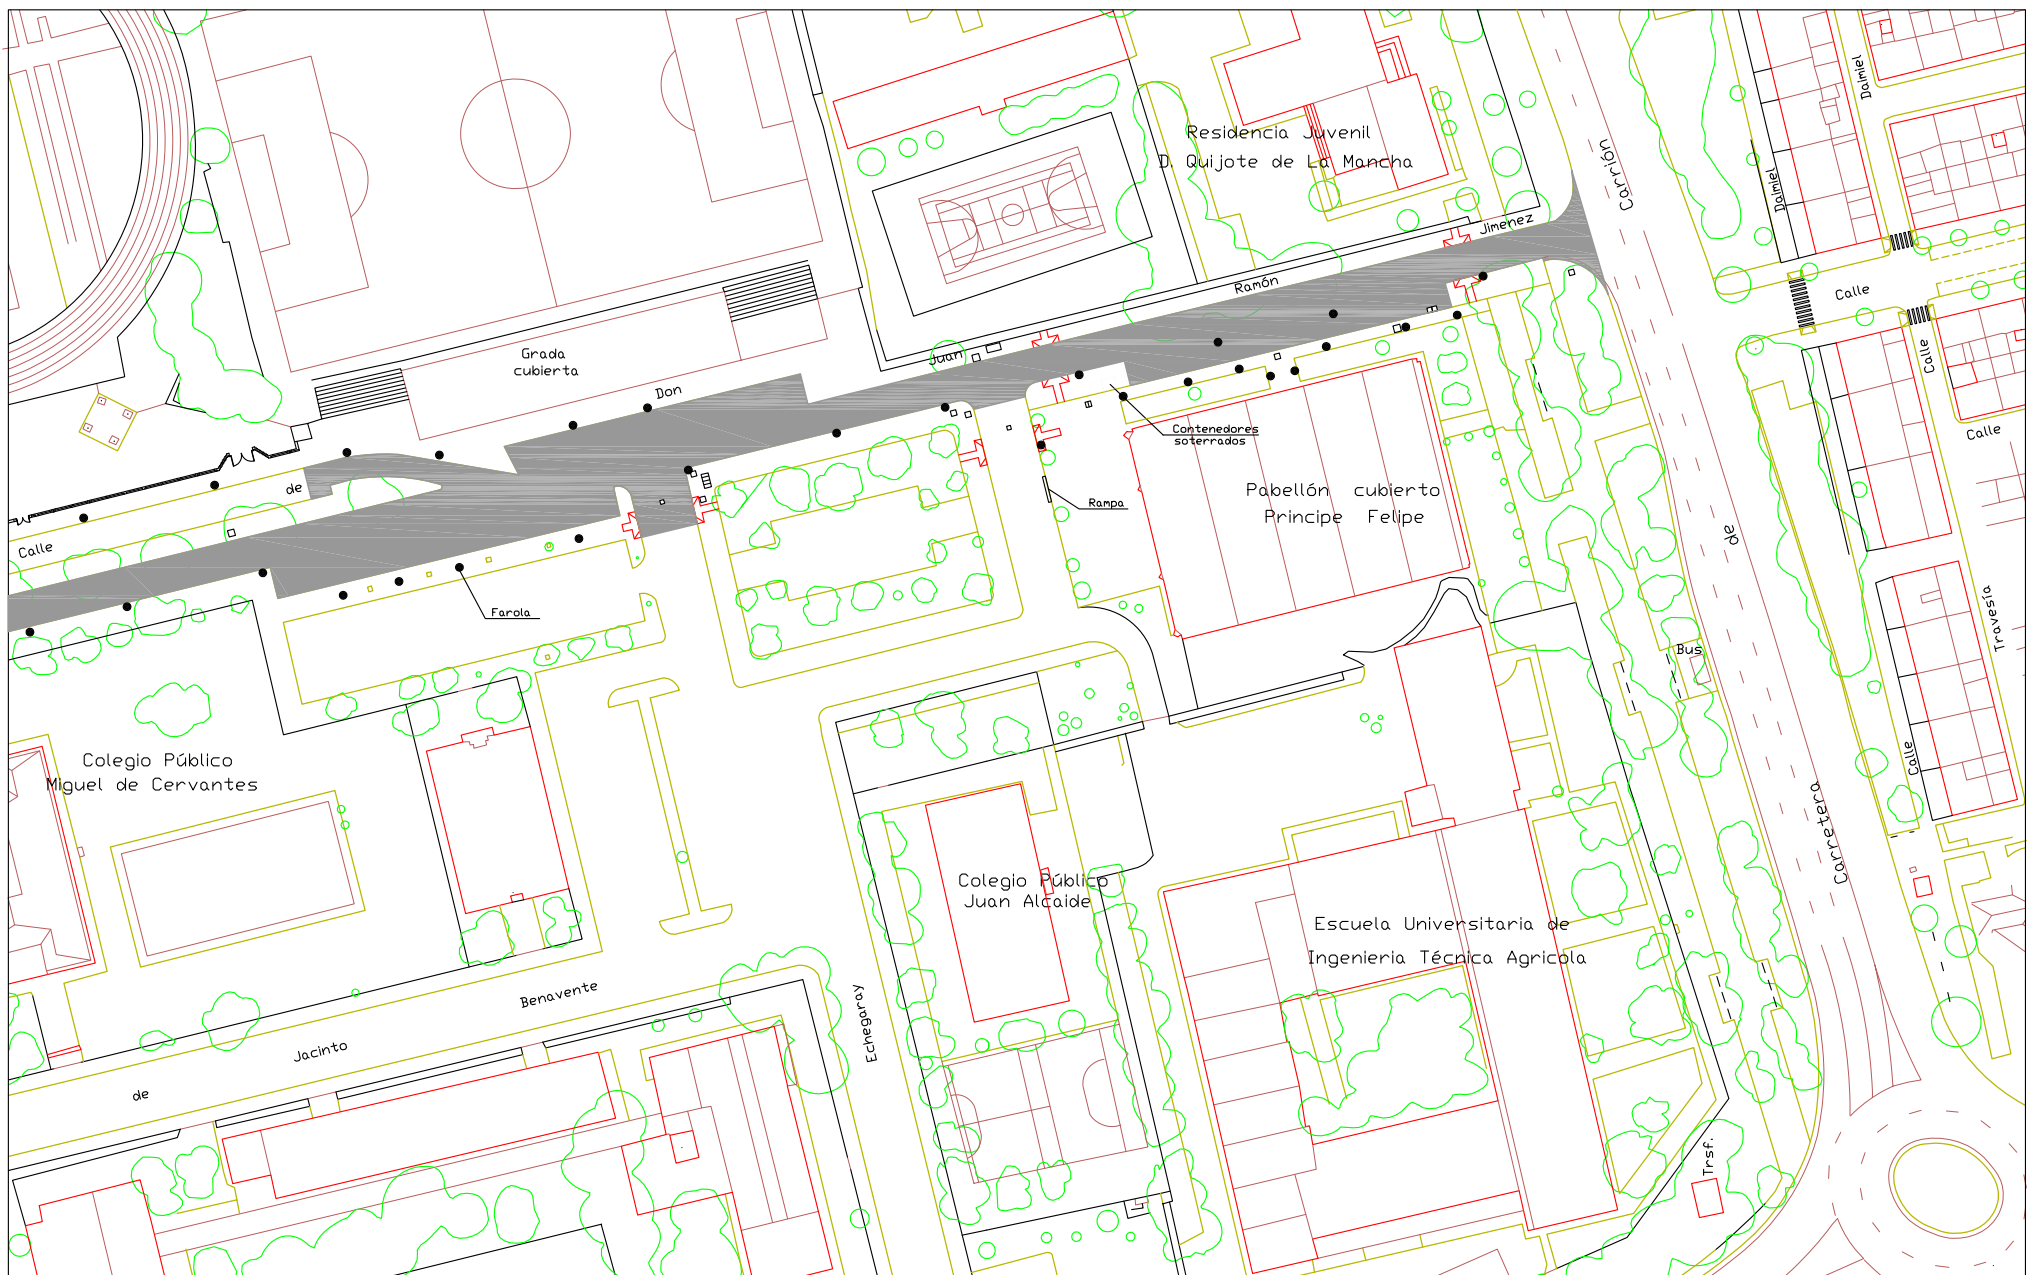 Daimiel
Carrión
Residencia Juvenil
D. Quijote de La Mancha
Daimiel
Jimenez
Ramón
Juan
Don
de
Calle
Grada
cubierta
Calle
Calle
Calle
Contenedores
soterrados
Rampa
Pabellón cubierto
Principe Felipe
Farola
de
Bus
Travesía
Calle
Carretera
Colegio Público
Miguel de Cervantes
Colegio Público
Juan Alcaide
Escuela Universitaria de
Ingenieria Técnica Agricola
Benavente
Jacinto
de
Echegaray
Trsf.